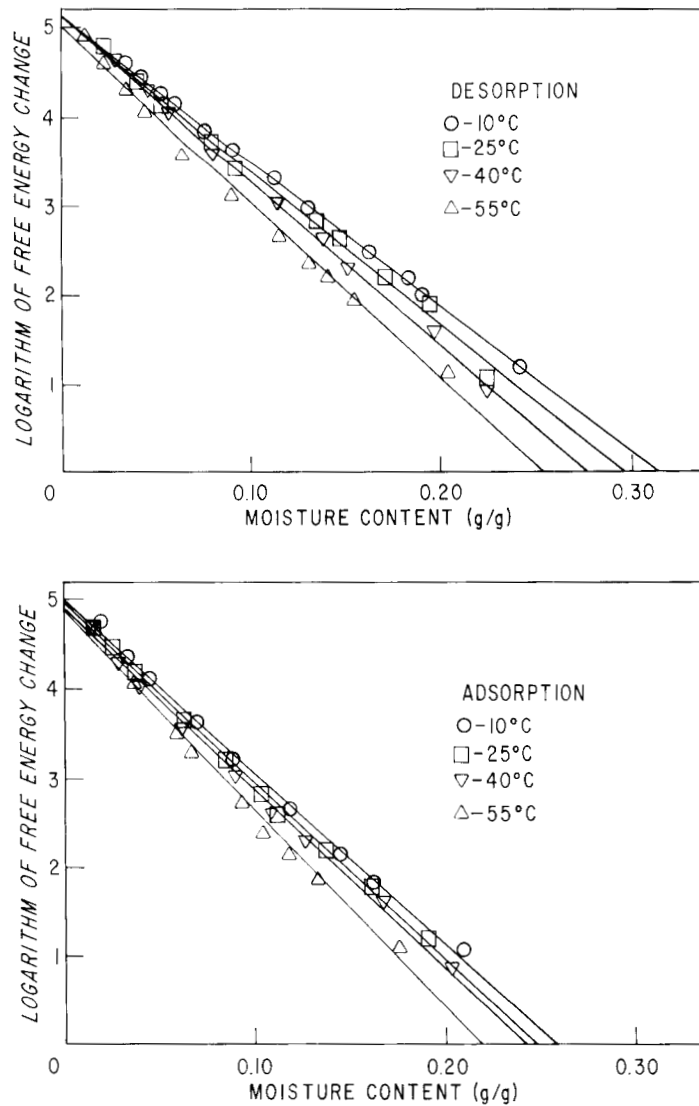 LOGARITHM OF FREE ENERGY CHANGE
5
4
3
2
1
DESORPTION
○-10°C
□-25°C
▽-40°C
△-55°C
0
0.10
0.20
0.30
MOISTURE CONTENT (g/g)
LOGARITHM OF FREE ENERGY CHANGE
5
4
3
2
1
ADSORPTION
○-10°C
□-25°C
▽-40°C
△-55°C
0
0.10
0.20
0.30
MOISTURE CONTENT (g/g)